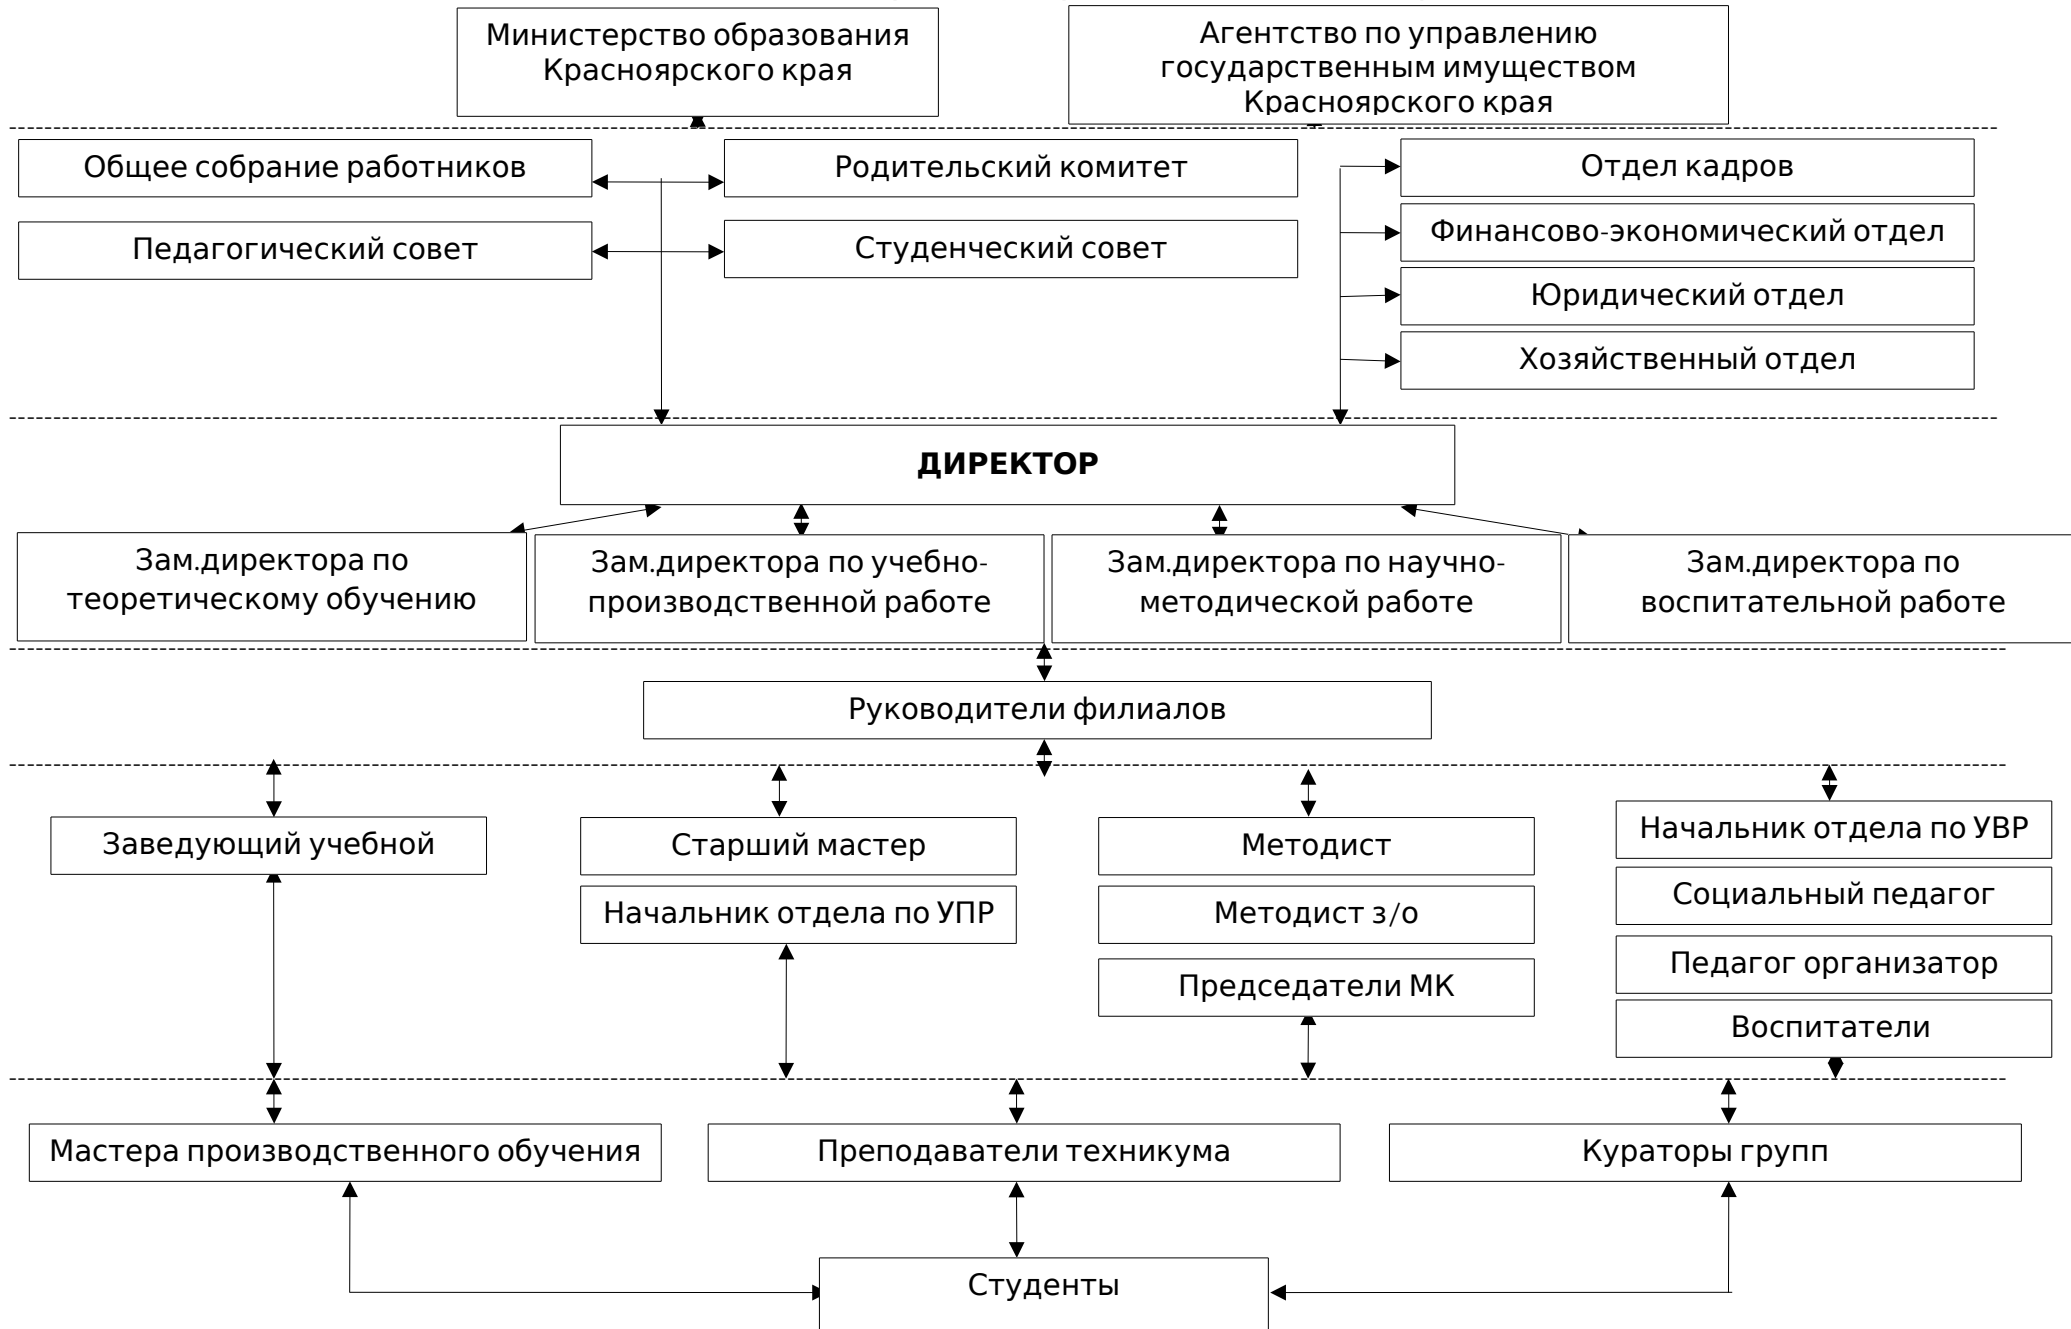 Министерство образования
Красноярского края
Агентство по управлению
государственным имуществом
Красноярского края
Общее собрание работников
Родительский комитет
Отдел кадров
Педагогический совет
Студенческий совет
Финансово-экономический отдел
Юридический отдел
Хозяйственный отдел
ДИРЕКТОР
Зам.директора по
теоретическому обучению
Зам.директора по учебно-
производственной работе
Зам.директора по научно-
методической работе
Зам.директора по
воспитательной работе
Руководители филиалов
Заведующий учебной
Старший мастер
Начальник отдела по УПР
Методист
Методист з/о
Председатели МК
Начальник отдела по УВР
Социальный педагог
Педагог организатор
Воспитатели
Мастера производственного обучения
Преподаватели техникума
Кураторы групп
Студенты